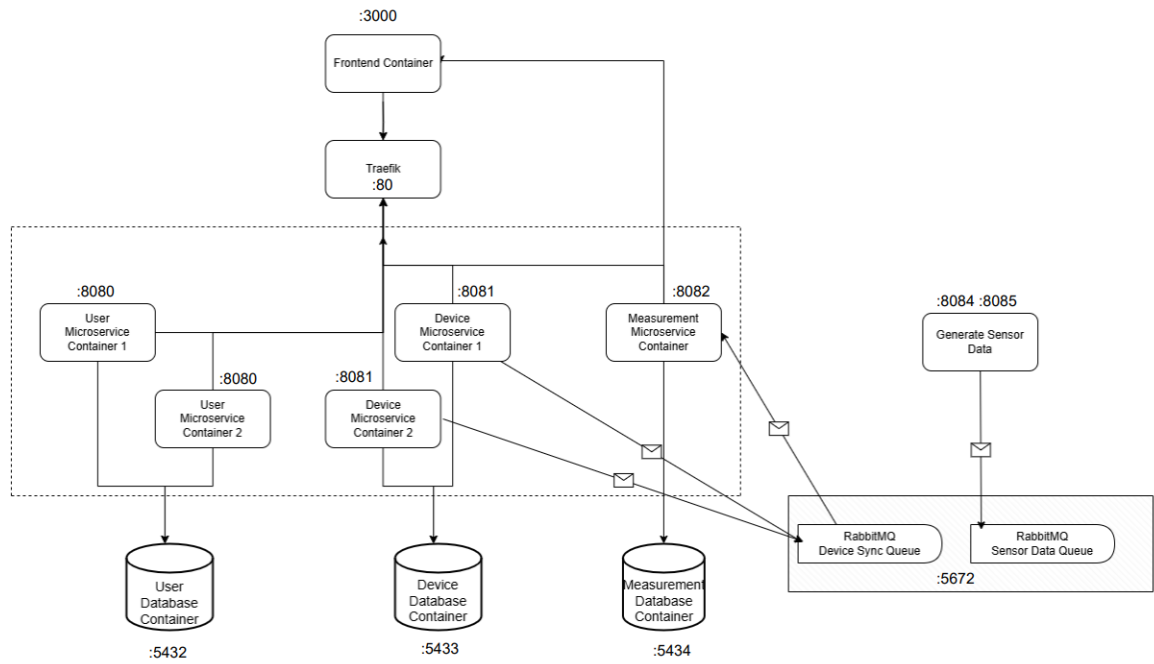 :3000
Frontend Container
Traefik
:80
:8080
User
Microservice
Container 1
:8080
User
Microservice
Container 2
:8081
Device
Microservice
Container 1
:8081
Device
Microservice
Container 2
:8082
Measurement
Microservice
Container
:8084 :8085
Generate Sensor
Data
RabbitMQ
Device Sync Queue
RabbitMQ
Sensor Data Queue
:5672
User
Database
Container
:5432
Device
Database
Container
:5433
Measurement
Database
Container
:5434